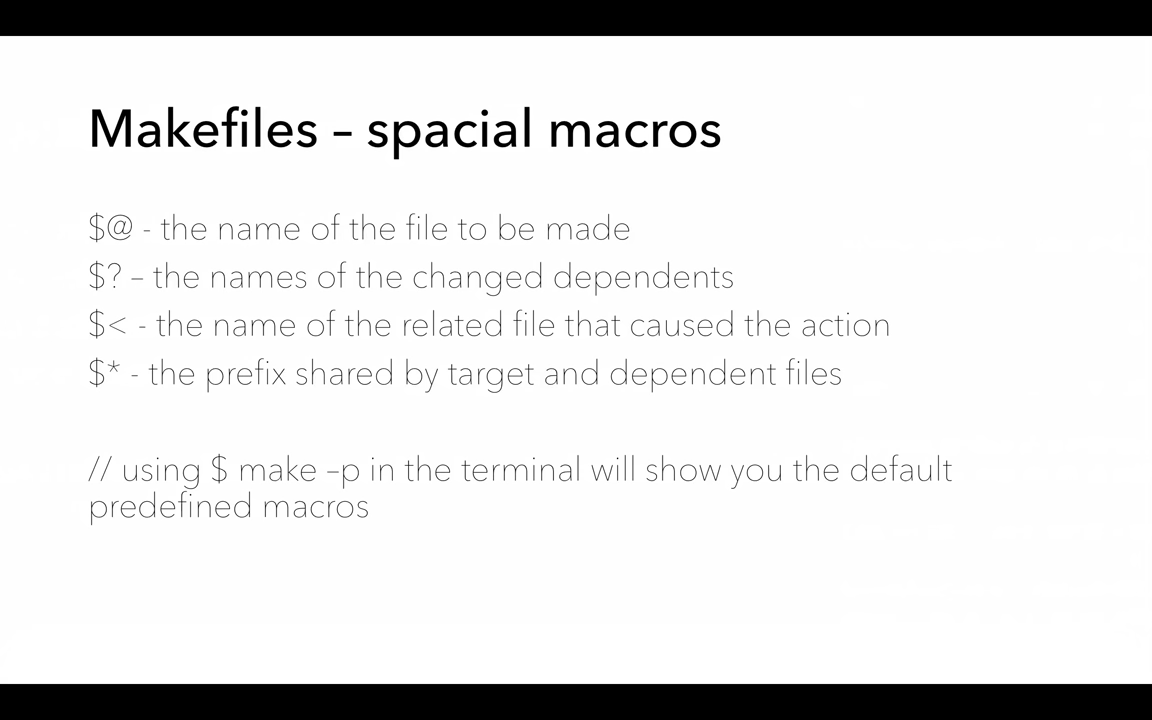 Makefiles – spacial macros
$@ - the name of the file to be made
$? – the names of the changed dependents
$< - the name of the related file that caused the action
$* - the prefix shared by target and dependent files
// using $ make –p in the terminal will show you the default
predefined macros